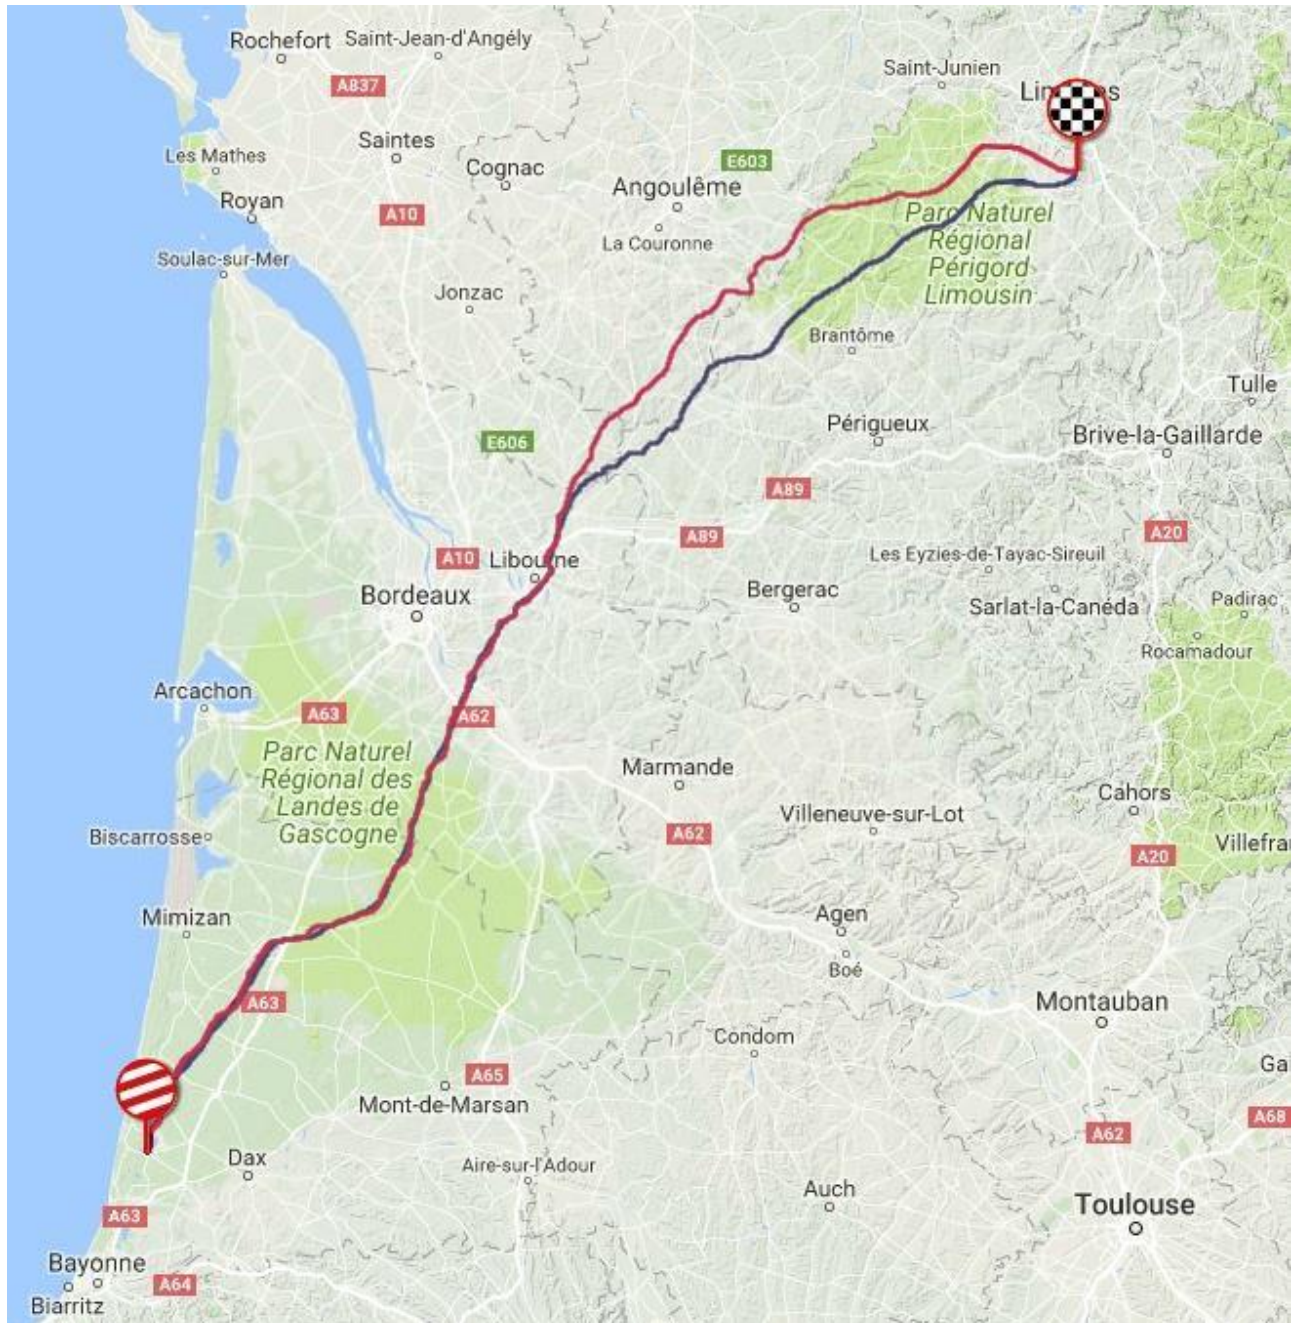 Rochefort
Saint-Jean-d'Angély
A837
Saint-Junien
Saintes
Les Mathes
Cognac
E603
Angoulême
Royan
A10
La Couronne
Parc Naturel
Régional
Périgord
Limousin
Soulac-sur-Mer
Jonzac
Brantôme
Tulle
Périgueux
E606
Brive-la-Gaillarde
A89
A20
A89
A10
Libourne
Les Eyzies-de-Tayac-Sireuil
Bordeaux
Bergerac
Sarlat-la-Canéda
Padirac
Rocamadour
Arcachon
A63
A62
Parc Naturel
Régional des
Landes de
Gascogne
Marmande
Cahors
Villeneuve-sur-Lot
Biscarrosse
A62
Villefra
A20
Mimizan
Agen
Boé
A63
Montauban
Condom
Ga
A65
Mont-de-Marsan
A68
A62
Dax
Aire-sur-l'Adour
Auch
Toulouse
A63
Bayonne
A64
Biarritz